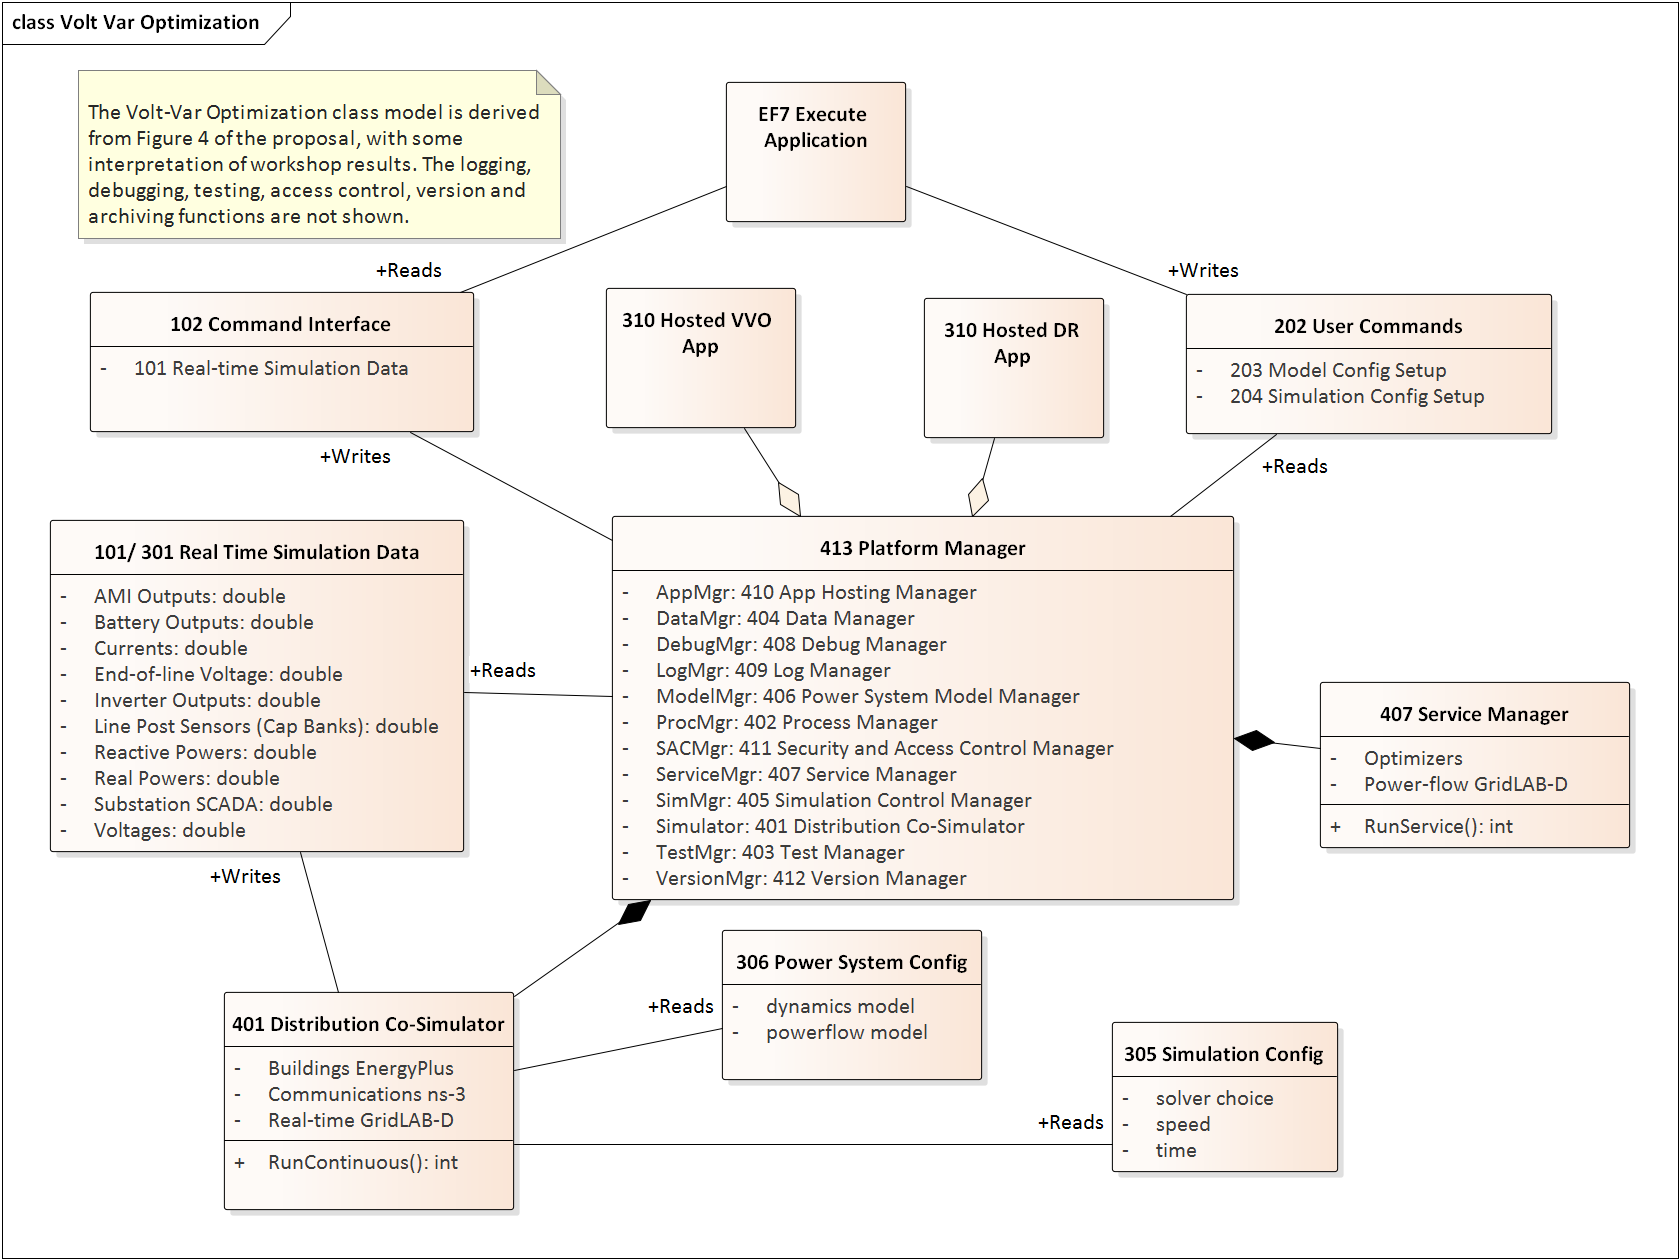 class Volt Var Optimization
The Volt-Var Optimization class model is derived
from Figure 4 of the proposal, with some
interpretation of workshop results. The logging,
debugging, testing, access control, version and
archiving functions are not shown.
EF7 Execute
Application
+Reads
+Writes
102 Command Interface
- 101 Real-time Simulation Data
310 Hosted VVO
App
310 Hosted DR
App
202 User Commands
- 203 Model Config Setup
- 204 Simulation Config Setup
+Writes
+Reads
101/ 301 Real Time Simulation Data
- AMI Outputs: double
- Battery Outputs: double
- Currents: double
- End-of-line Voltage: double
- Inverter Outputs: double
- Line Post Sensors (Cap Banks): double
- Reactive Powers: double
- Real Powers: double
- Substation SCADA: double
- Voltages: double
+Reads
413 Platform Manager
- AppMgr: 410 App Hosting Manager
- DataMgr: 404 Data Manager
- DebugMgr: 408 Debug Manager
- LogMgr: 409 Log Manager
- ModelMgr: 406 Power System Model Manager
- ProcMgr: 402 Process Manager
- SACMgr: 411 Security and Access Control Manager
- ServiceMgr: 407 Service Manager
- SimMgr: 405 Simulation Control Manager
- Simulator: 401 Distribution Co-Simulator
- TestMgr: 403 Test Manager
- VersionMgr: 412 Version Manager
407 Service Manager
- Optimizers
- Power-flow GridLAB-D
+ RunService(): int
+Writes
401 Distribution Co-Simulator
- Buildings EnergyPlus
- Communications ns-3
- Real-time GridLAB-D
+ RunContinuous(): int
+Reads
306 Power System Config
- dynamics model
- powerflow model
+Reads
305 Simulation Config
- solver choice
- speed
- time